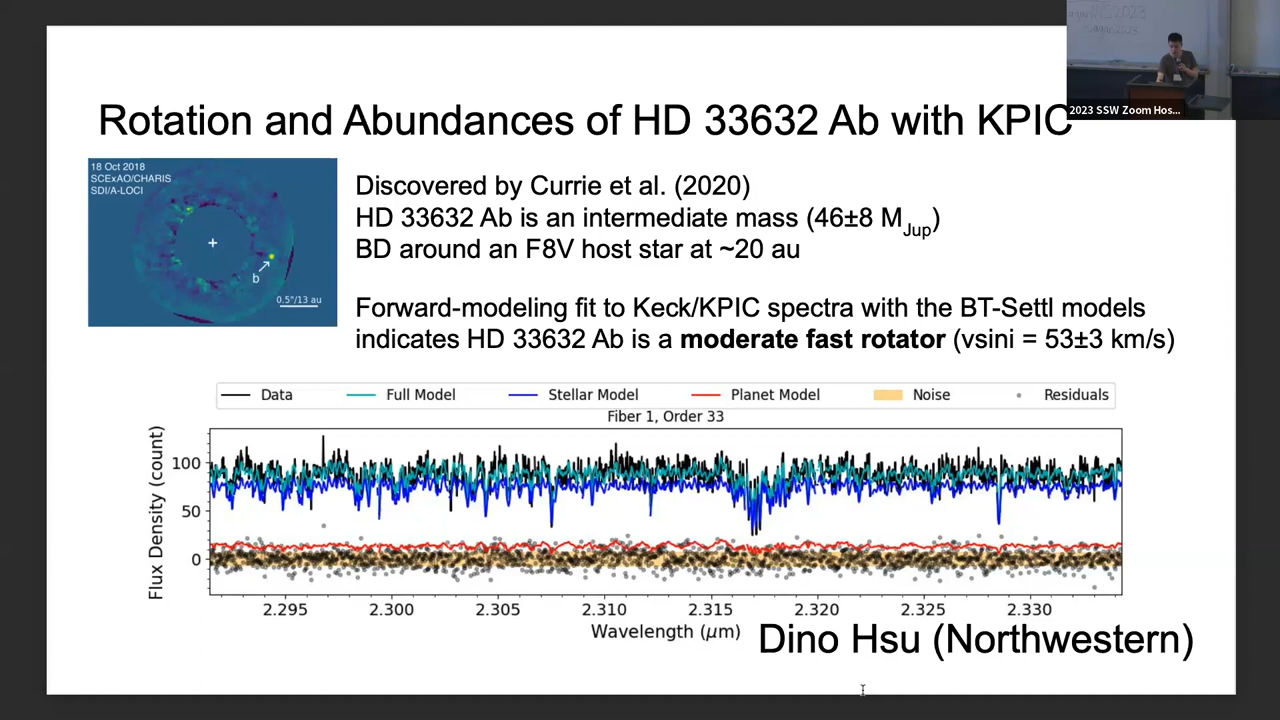 Rotation and Abundances of HD 33632 Ab with KPIC
2023 SSW Zoom Hos...
18 Oct 2018
SCExAO/CHARIS
SDI/A-LOCI
b
0.5"/13 au
Discovered by Currie et al. (2020)
HD 33632 Ab is an intermediate mass (46±8 MJup)
BD around an F8V host star at ~20 au
Forward-modeling fit to Keck/KPIC spectra with the BT-Settl models
indicates HD 33632 Ab is a moderate fast rotator (vsini = 53±3 km/s)
Data Full Model Stellar Model Planet Model Noise Residuals
Fiber 1, Order 33
Flux Density (count)
100
50
0
2.295 2.300 2.305 2.310 2.315 2.320 2.325 2.330
Wavelength (μm)
Dino Hsu (Northwestern)